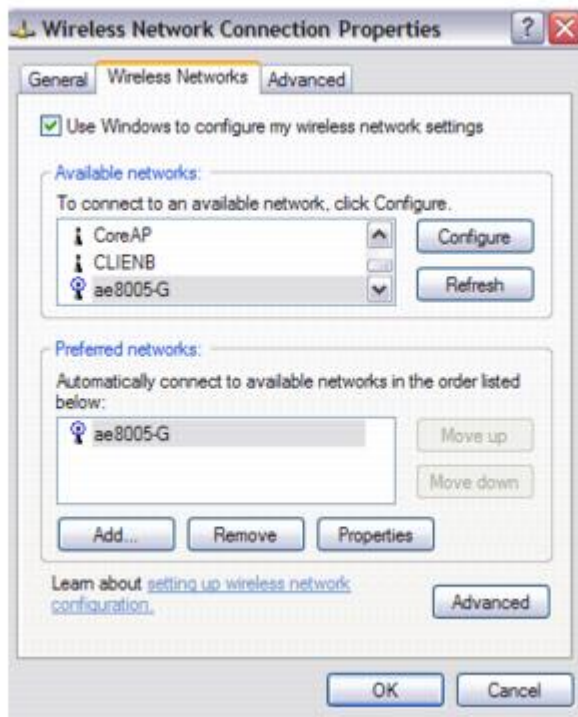 Wireless Network Connection Properties
General Wireless Networks Advanced
Use Windows to configure my wireless network settings
Available networks:
To connect to an available network, click Configure.
CoreAP
Configure
CLIENB
ae8005-G
Refresh
Preferred networks:
Automatically connect to available networks in the order listed
below:
ae8005-G
Move up
Move down
Add... Remove Properties
Learn about setting up wireless network
configuration.
Advanced
OK Cancel